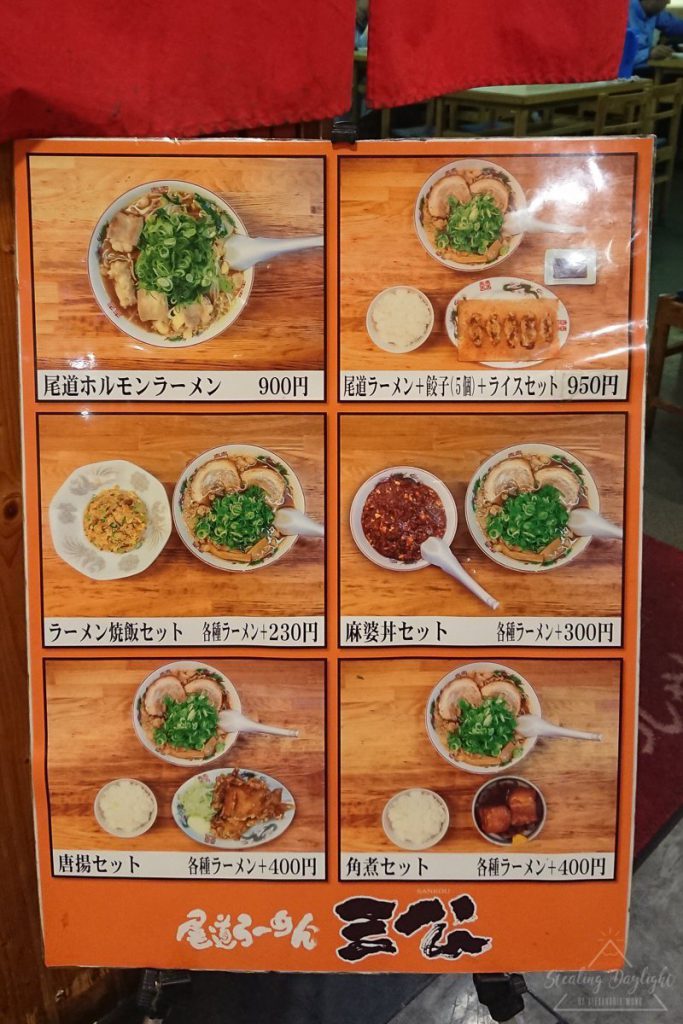 尾道ホルモンラーメン 900円
尾道ラーメン+餃子(5個)+ライスセット 950円
ラーメン焼飯セット 各種ラーメン+230円
麻婆丼セット 各種ラーメン+300円
唐揚セット 各種ラーメン+400円
角煮セット 各種ラーメン+400円
SANKOU
尾道らーめん 三公
Stealing Daylight
BY ALEXANDRIA WONG